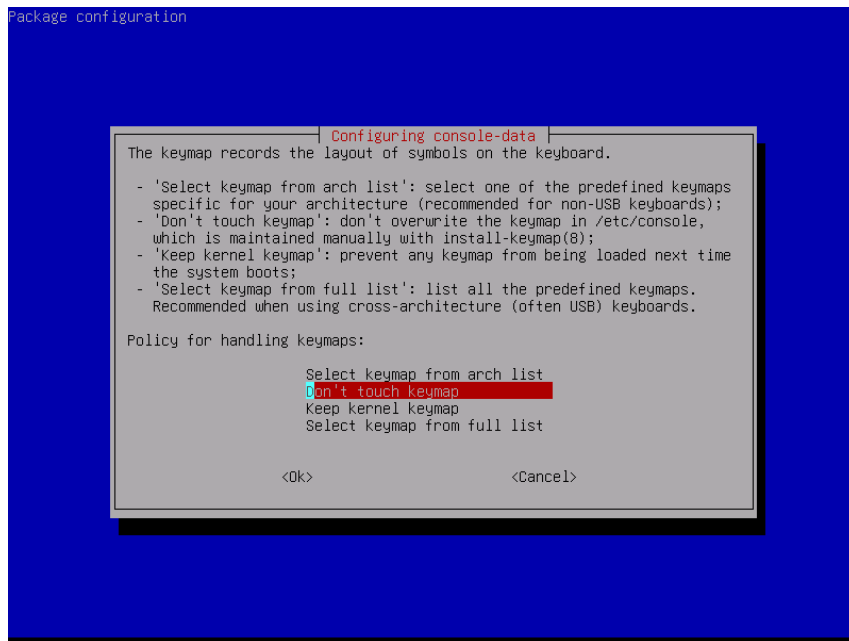 Package configuration
Configuring console-data
The keymap records the layout of symbols on the keyboard.
- 'Select keymap from arch list': select one of the predefined keymaps
specific for your architecture (recommended for non-USB keyboards);
- 'Don't touch keymap': don't overwrite the keymap in /etc/console,
which is maintained manually with install-keymap(8);
- 'Keep kernel keymap': prevent any keymap from being loaded next time
the system boots;
- 'Select keymap from full list': list all the predefined keymaps.
Recommended when using cross-architecture (often USB) keyboards.
Policy for handling keymaps:
Select keymap from arch list
Don't touch keymap
Keep kernel keymap
Select keymap from full list
<Ok> <Cancel>